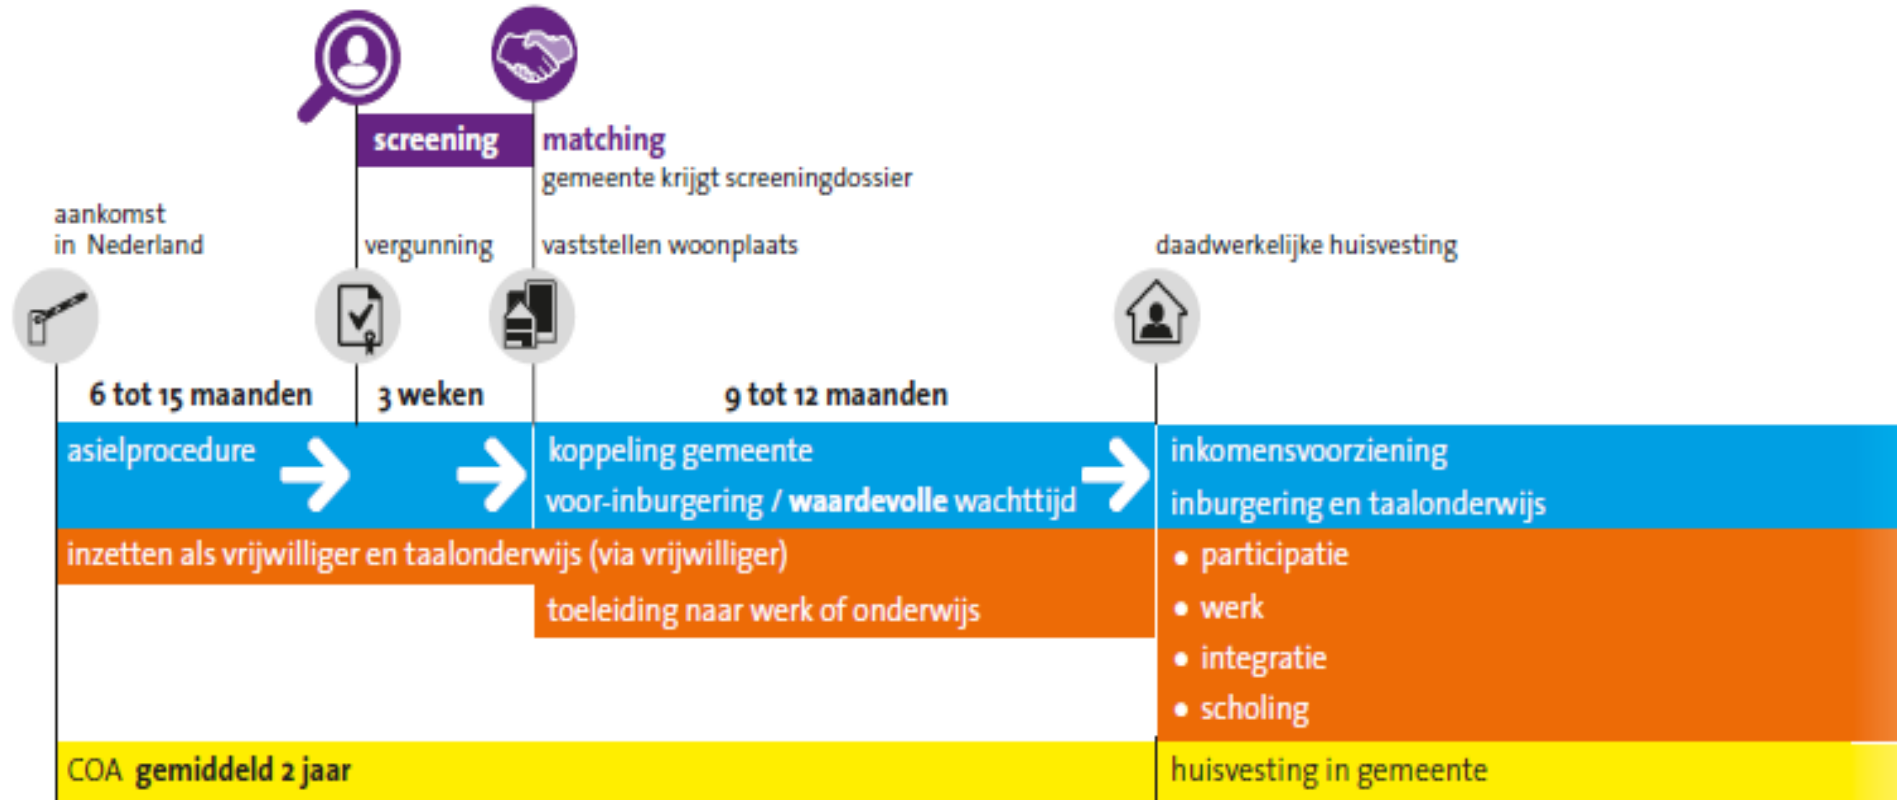 screening
matching
gemeente krijgt screeningdossier
aankomst
in Nederland
vergunning
vaststellen woonplaats
daadwerkelijke huisvesting
6 tot 15 maanden
3 weken
9 tot 12 maanden
asielprocedure
koppeling gemeente
voor-inburgering / waardevolle wachttijd
inkomensvoorziening
inburgering en taalonderwijs
inzetten als vrijwilliger en taalonderwijs (via vrijwilliger)
toeleiding naar werk of onderwijs
• participatie
• werk
• integratie
• scholing
COA gemiddeld 2 jaar
huisvesting in gemeente